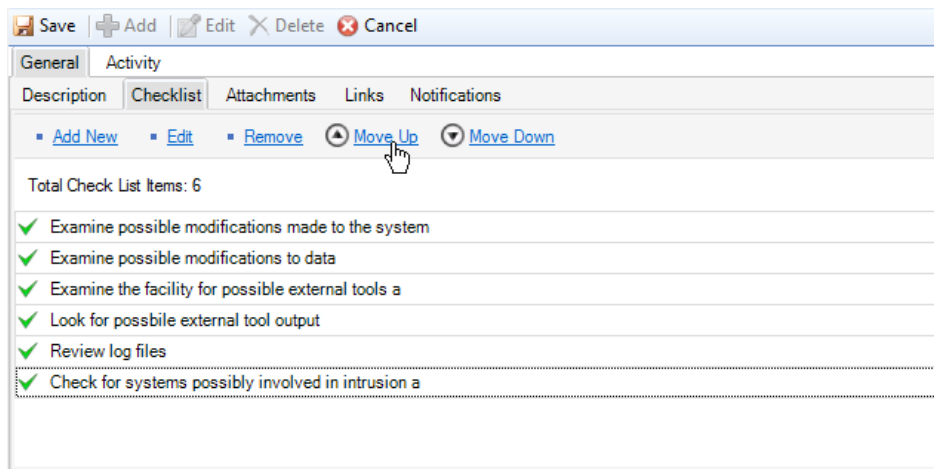 Save Add Edit Delete Cancel
General Activity
Description Checklist Attachments Links Notifications
Add New Edit Remove Move Up Move Down
Total Check List Items: 6
Examine possible modifications made to the system
Examine possible modifications to data
Examine the facility for possible external tools a
Look for possbile external tool output
Review log files
Check for systems possibly involved in intrusion a